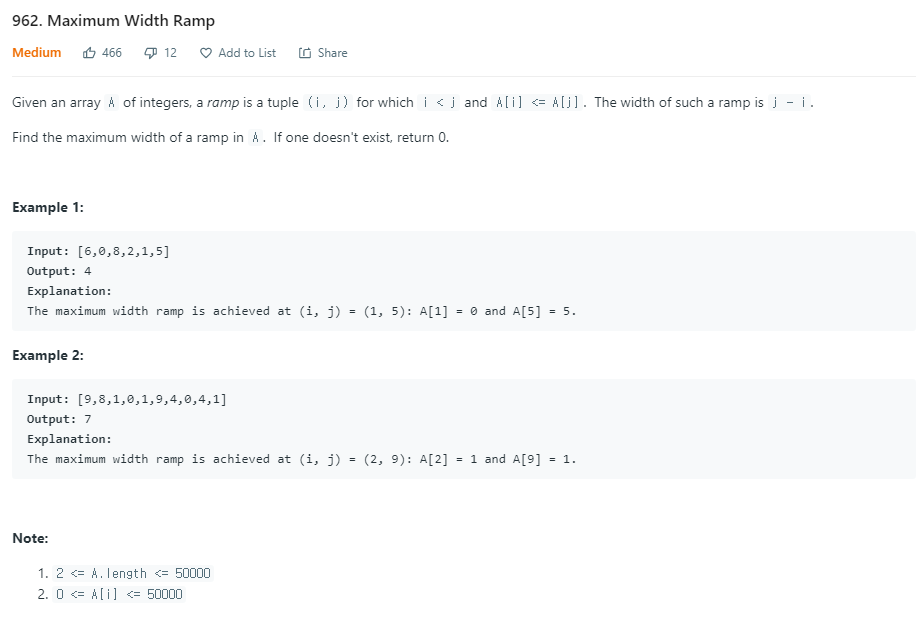 962. Maximum Width Ramp
Medium 466 12 Add to List Share
Given an array A of integers, a ramp is a tuple (i, j) for which i < j and A[i] <= A[j]. The width of such a ramp is j - i.
Find the maximum width of a ramp in A. If one doesn't exist, return 0.
Example 1:
Input: [6,0,8,2,1,5]
Output: 4
Explanation:
The maximum width ramp is achieved at (i, j) = (1, 5): A[1] = 0 and A[5] = 5.
Example 2:
Input: [9,8,1,0,1,9,4,0,4,1]
Output: 7
Explanation:
The maximum width ramp is achieved at (i, j) = (2, 9): A[2] = 1 and A[9] = 1.
Note:
1. 2 <= A.length <= 50000
2. 0 <= A[i] <= 50000